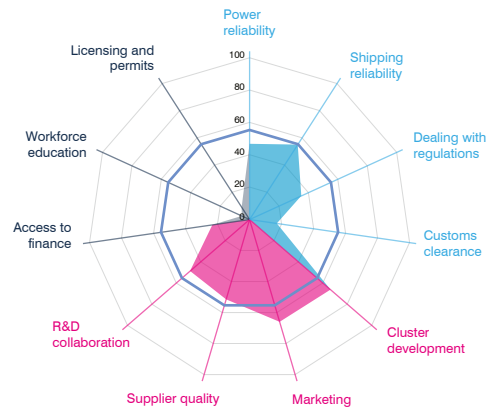 Power
reliability
Licensing and
permits
Shipping
reliability
100
80
60
40
20
0
Workforce
education
Dealing with
regulations
Access to
finance
Customs
clearance
R&D
collaboration
Cluster
development
Supplier quality
Marketing